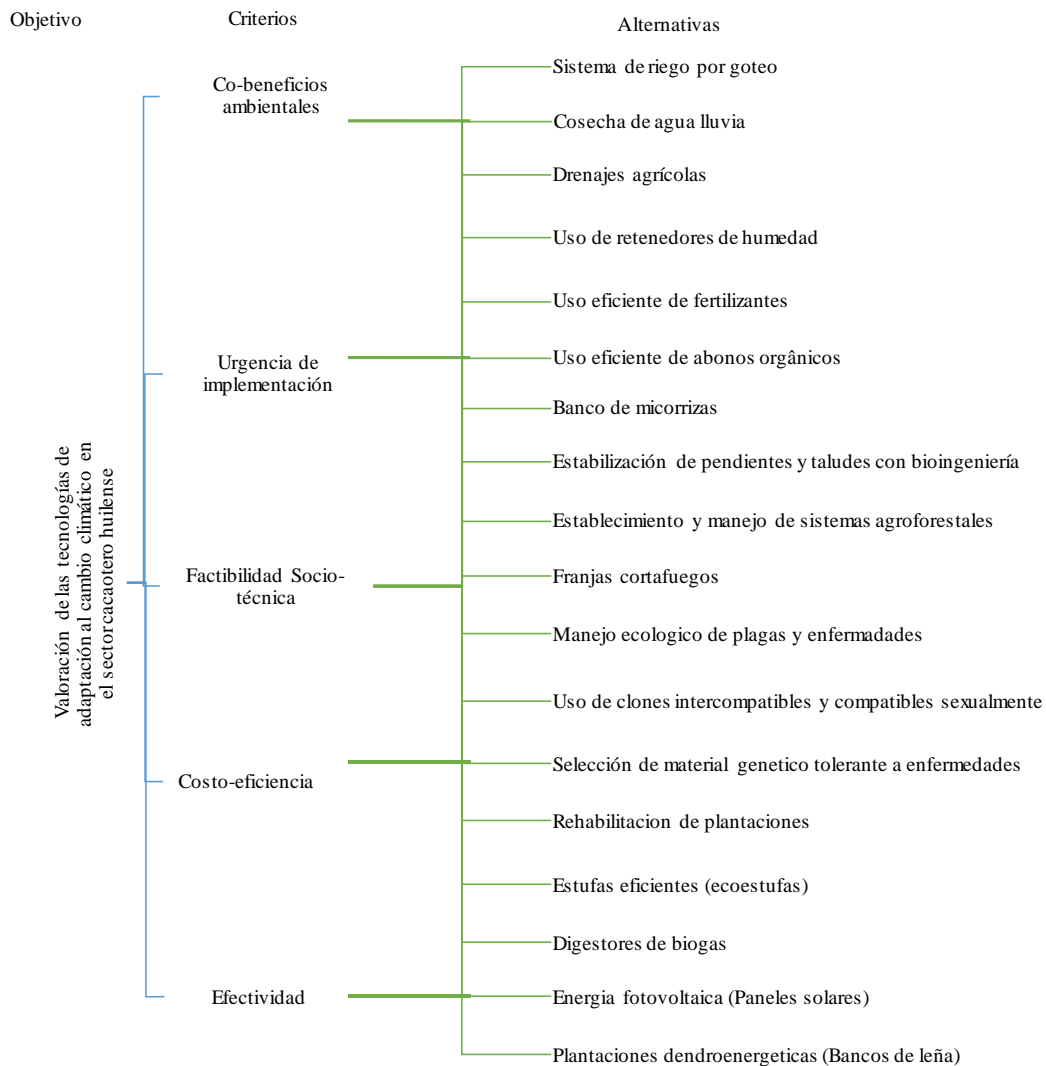 Objetivo
Criterios
Alternativas
Valoración de las tecnologías de
adaptación al cambio climático en
el sector cacaotero huilense
Co-beneficios
ambientales
Urgencia de
implementación
Factibilidad Socio-
técnica
Costo-eficiencia
Efectividad
Sistema de riego por goteo
Cosecha de agua lluvia
Drenajes agrícolas
Uso de retenedores de humedad
Uso eficiente de fertilizantes
Uso eficiente de abonos orgânicos
Banco de micorrizas
Estabilización de pendientes y taludes con bioingeniería
Establecimiento y manejo de sistemas agroforestales
Franjas cortafuegos
Manejo ecologico de plagas y enfermadades
Uso de clones intercompatibles y compatibles sexualmente
Selección de material genetico tolerante a enfermedades
Rehabilitacion de plantaciones
Estufas eficientes (ecoestufas)
Digestores de biogas
Energia fotovoltaica (Paneles solares)
Plantaciones dendroenergeticas (Bancos de leña)